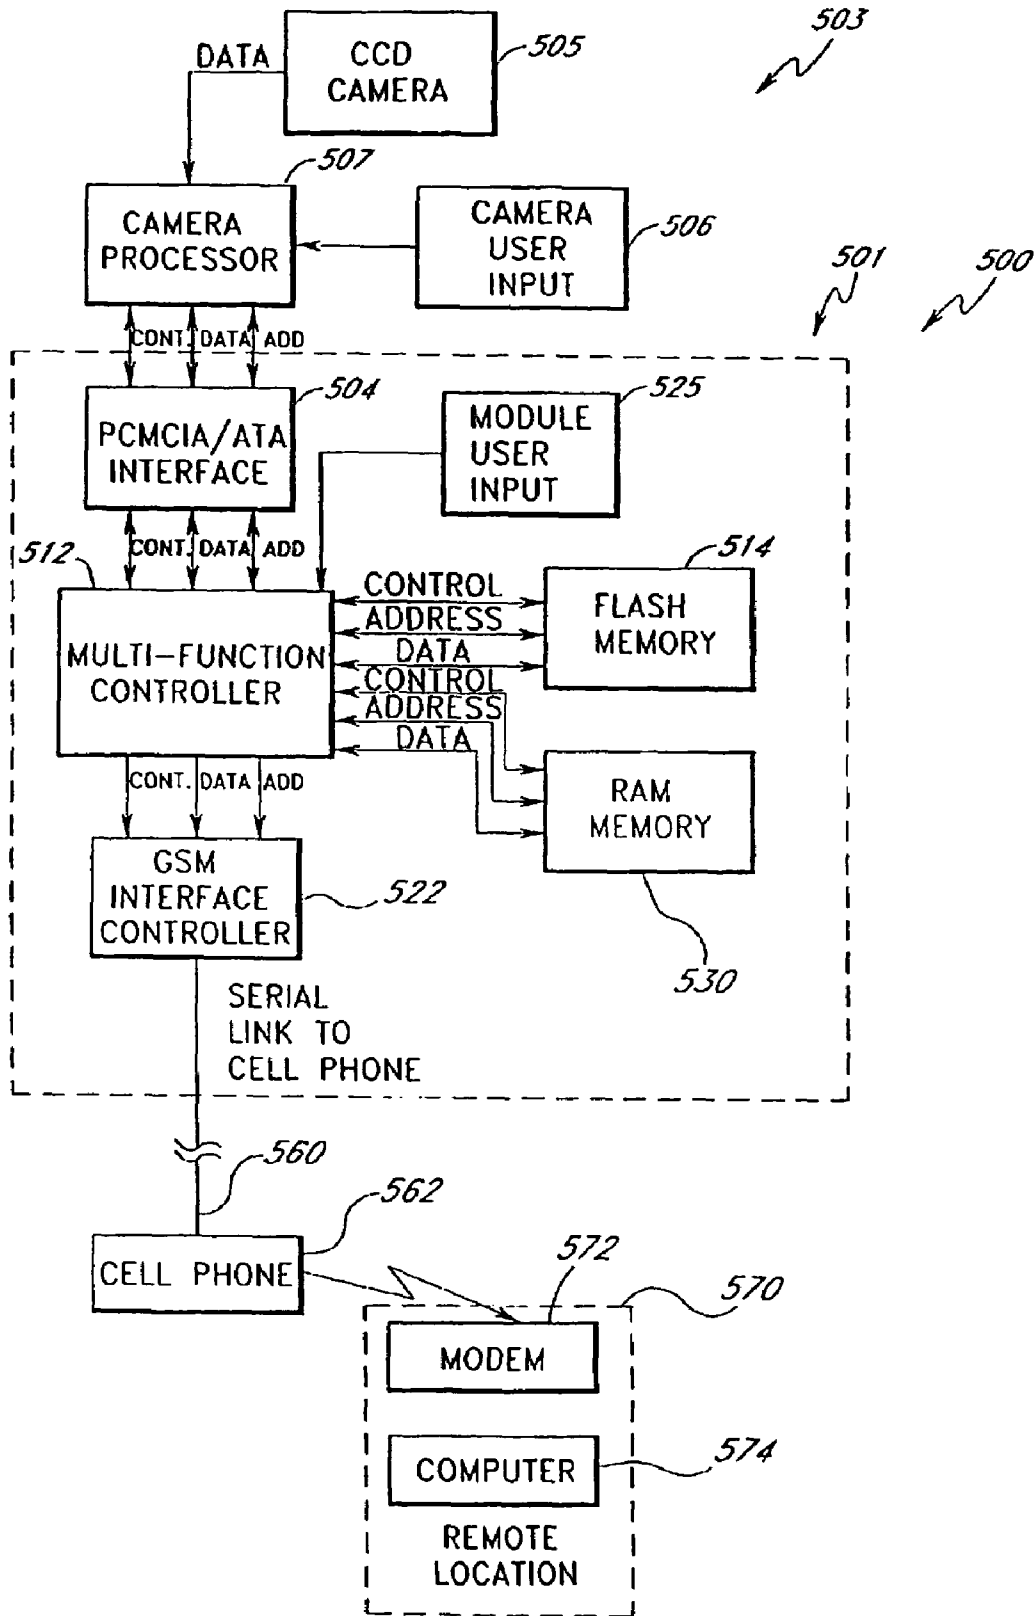 503
DATA
CCD
CAMERA
505
507
CAMERA
PROCESSOR
CAMERA
USER
INPUT
506
501
500
CONT. DATA ADD
504
PCMCIA/ATA
INTERFACE
525
MODULE
USER
INPUT
CONT. DATA ADD
512
MULTI-FUNCTION
CONTROLLER
CONTROL
ADDRESS
DATA
CONTROL
ADDRESS
DATA
514
FLASH
MEMORY
RAM
MEMORY
530
CONT. DATA ADD
GSM
INTERFACE
CONTROLLER
522
SERIAL
LINK TO
CELL PHONE
560
562
CELL PHONE
572
570
MODEM
COMPUTER
574
REMOTE
LOCATION